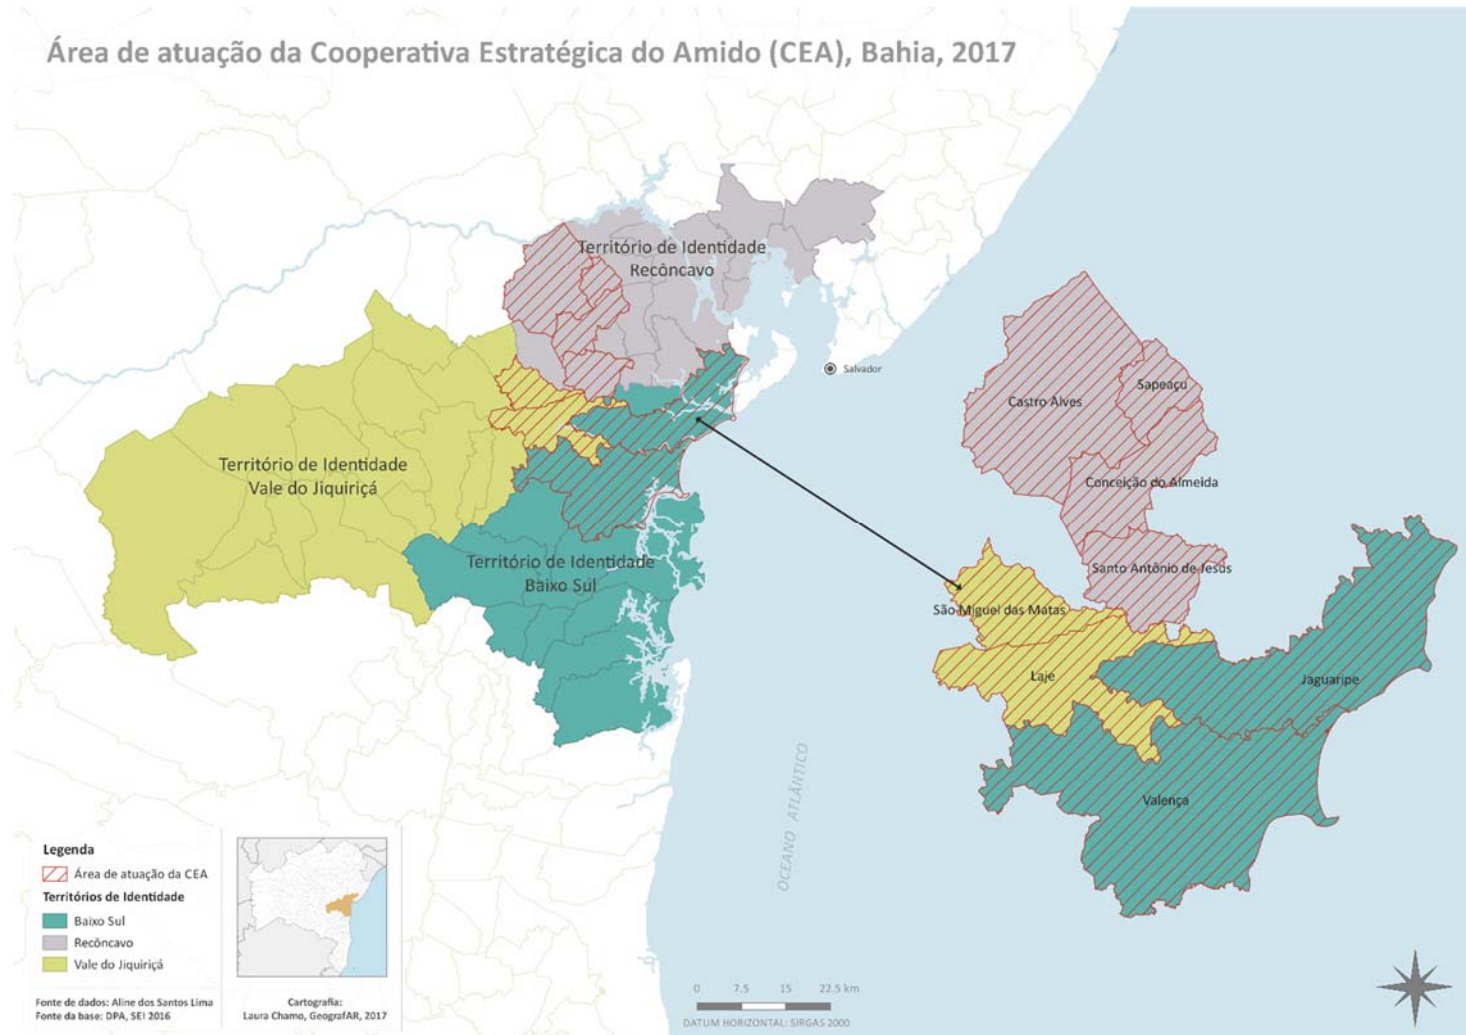 Área de atuação da Cooperativa Estratégica do Amido (CEA), Bahia, 2017
Território de Identidade
Recôncavo
Salvador
Território de Identidade
Vale do Jiquiriçá
Território de Identidade
Baixo Sul
Castro Alves
Sapeaçu
Conceição do Almeida
Santo Antônio de Jesus
São Miguel das Matas
Laje
Jaguaripe
Valença
OCEANO ATLÂNTICO
Legenda
Área de atuação da CEA
Territórios de Identidade
Baixo Sul
Recôncavo
Vale do Jiquiriçá
Fonte de dados: Aline dos Santos Lima
Fonte da base: DPA, SEI 2016
Cartografia:
Laura Chamo, GeografAR, 2017
0 7.5 15 22.5 km
DATUM HORIZONTAL: SIRGAS 2000